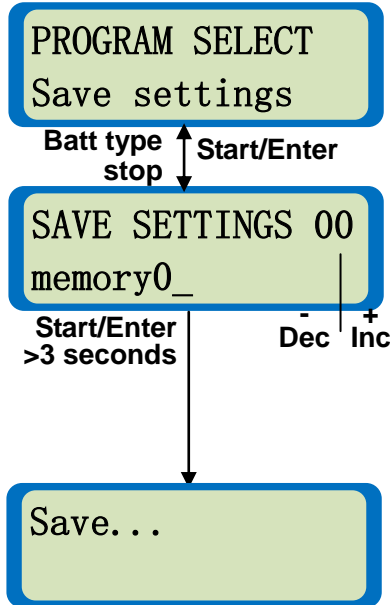 PROGRAM SELECT
Save settings
Batt type
stop
Start/Enter
SAVE SETTINGS 00
memory0_
Start/Enter
>3 seconds
- +
Dec Inc
Save...